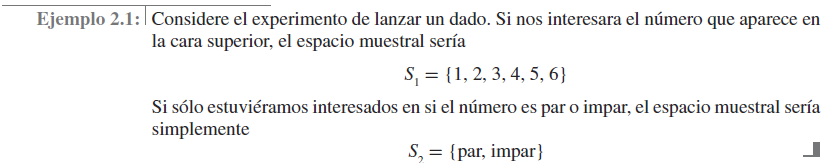 Ejemplo 2.1: Considere el experimento de lanzar un dado. Si nos interesara el número que aparece en
la cara superior, el espacio muestral sería
S₁ = {1, 2, 3, 4, 5, 6}
Si sólo estuviéramos interesados en si el número es par o impar, el espacio muestral sería
simplemente
S₂ = {par, impar}